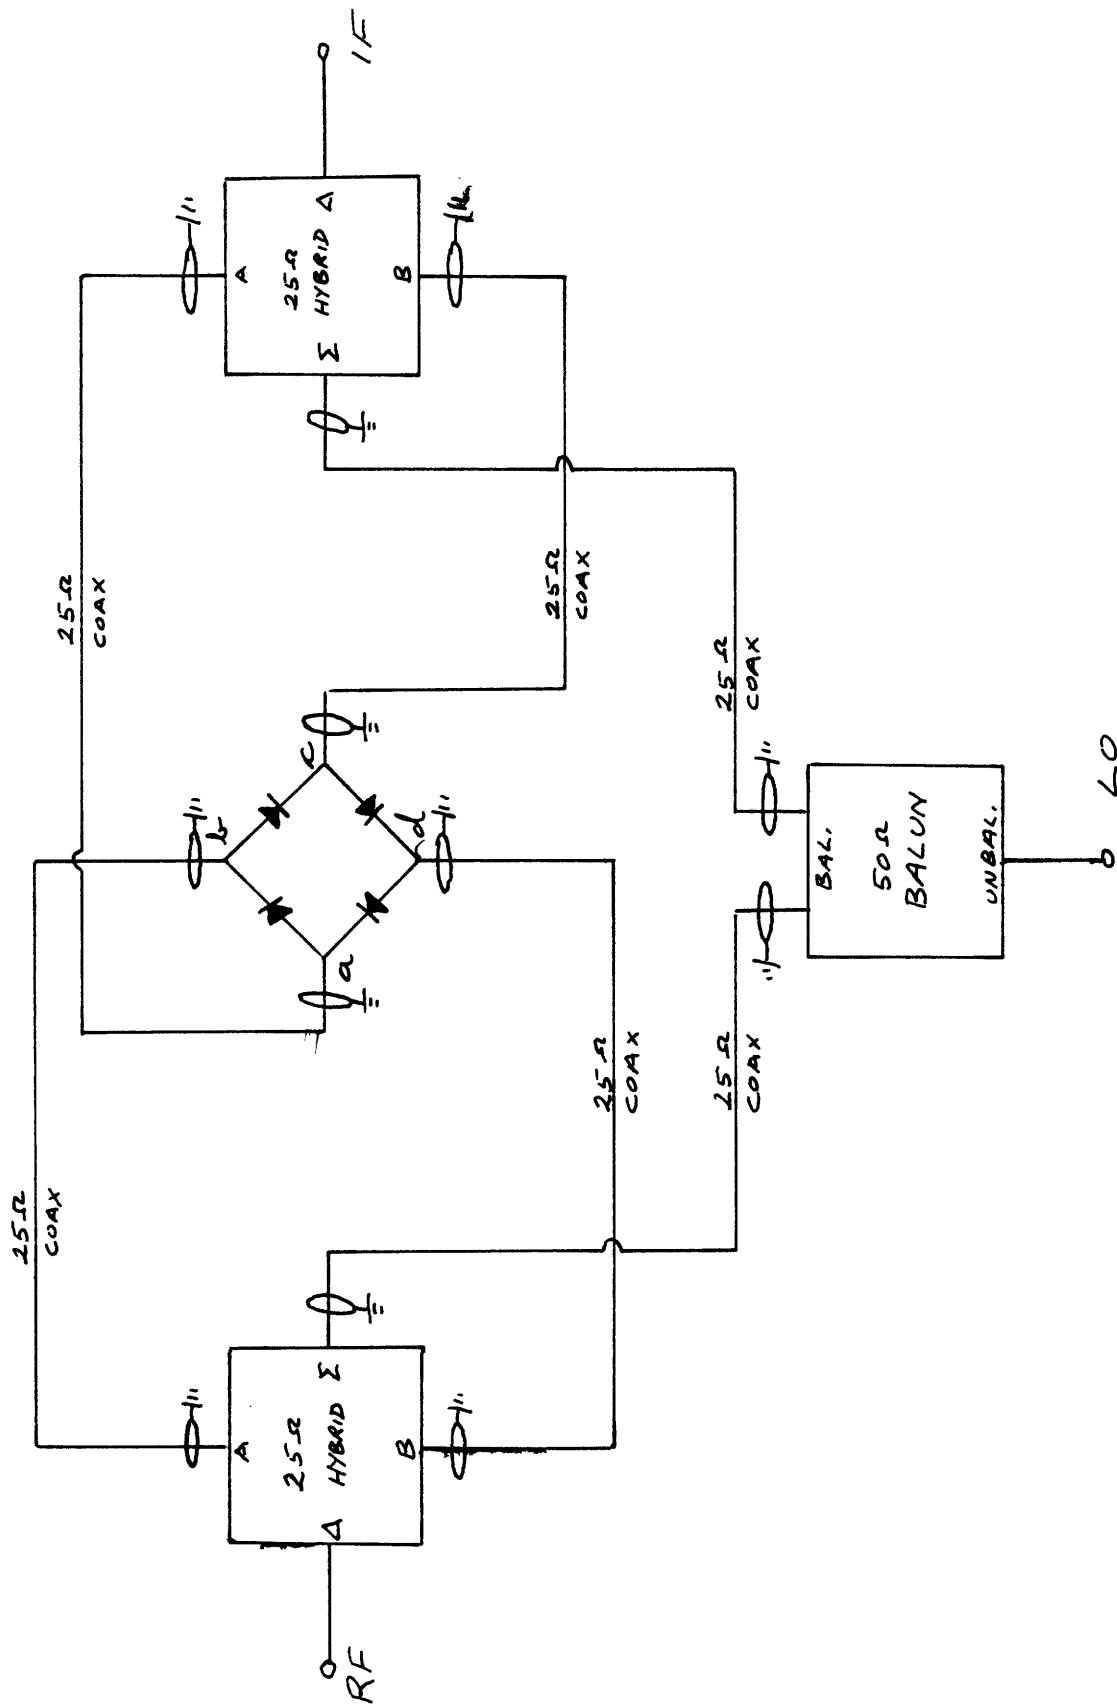 25Ω
COAX
25Ω
COAX
A
25Ω
HYBRID
Δ
Σ
B
RF
b
a
c
d
A
25Ω
HYBRID
Σ
Δ
B
IF
25Ω
COAX
25Ω
COAX
25Ω
COAX
25Ω
COAX
BAL.
50Ω
BALUN
UNBAL.
LO